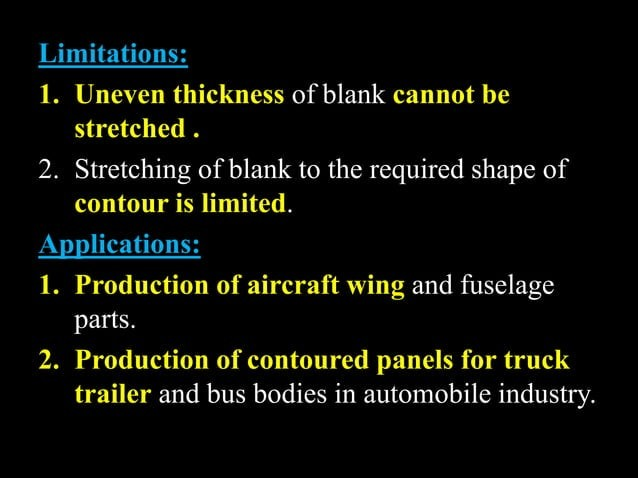 Limitations:
1. Uneven thickness of blank cannot be
stretched .
2. Stretching of blank to the required shape of
contour is limited.
Applications:
1. Production of aircraft wing and fuselage
parts.
2. Production of contoured panels for truck
trailer and bus bodies in automobile industry.